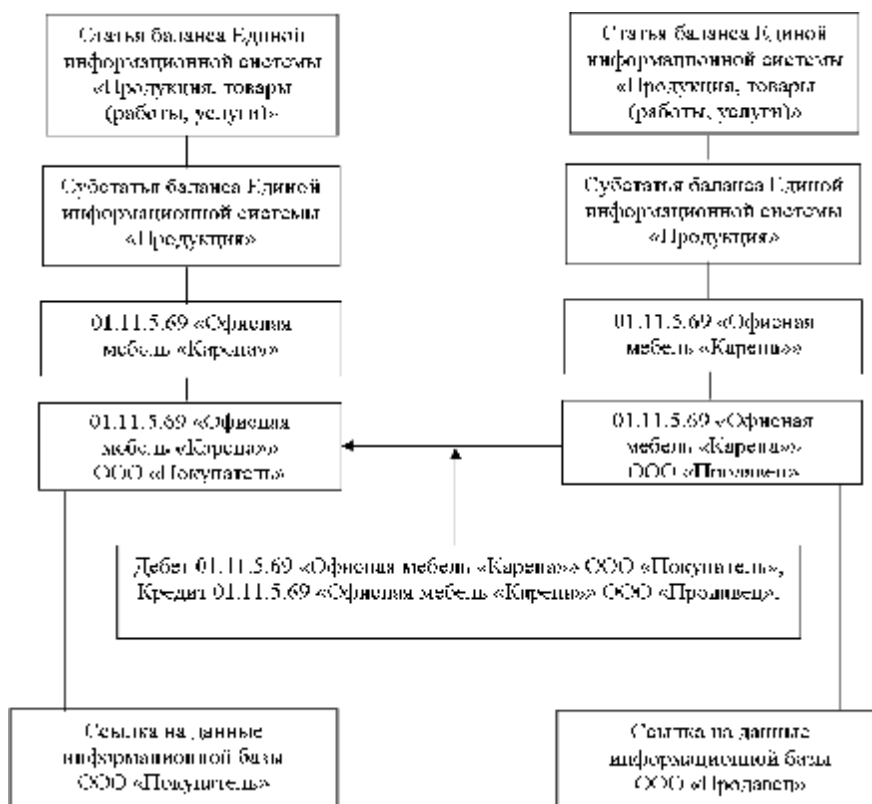 Статья баланса Единой
информационной системы
«Продукция, товары
(работы, услуги)»
Статья баланса Единой
информационной системы
«Продукция, товары
(работы, услуги)»
Субстатья баланса Единой
информационной системы
«Продукция»
Субстатья баланса Единой
информационной системы
«Продукция»
01.11.5.69 «Офисная
мебель «Карена»»
01.11.5.69 «Офисная
мебель «Карена»»
01.11.5.69 «Офисная
мебель «Карена»»
ООО «Покупатель»
01.11.5.69 «Офисная
мебель «Карена»»
ООО «Продавец»
Дебет 01.11.5.69 «Офисная мебель «Карена»» ООО «Покупатель»,
Кредит 01.11.5.69 «Офисная мебель «Карена»» ООО «Продавец».
Ссылка на данные
информационной базы
ООО «Покупатель»
Ссылка на данные
информационной базы
ООО «Продавец»